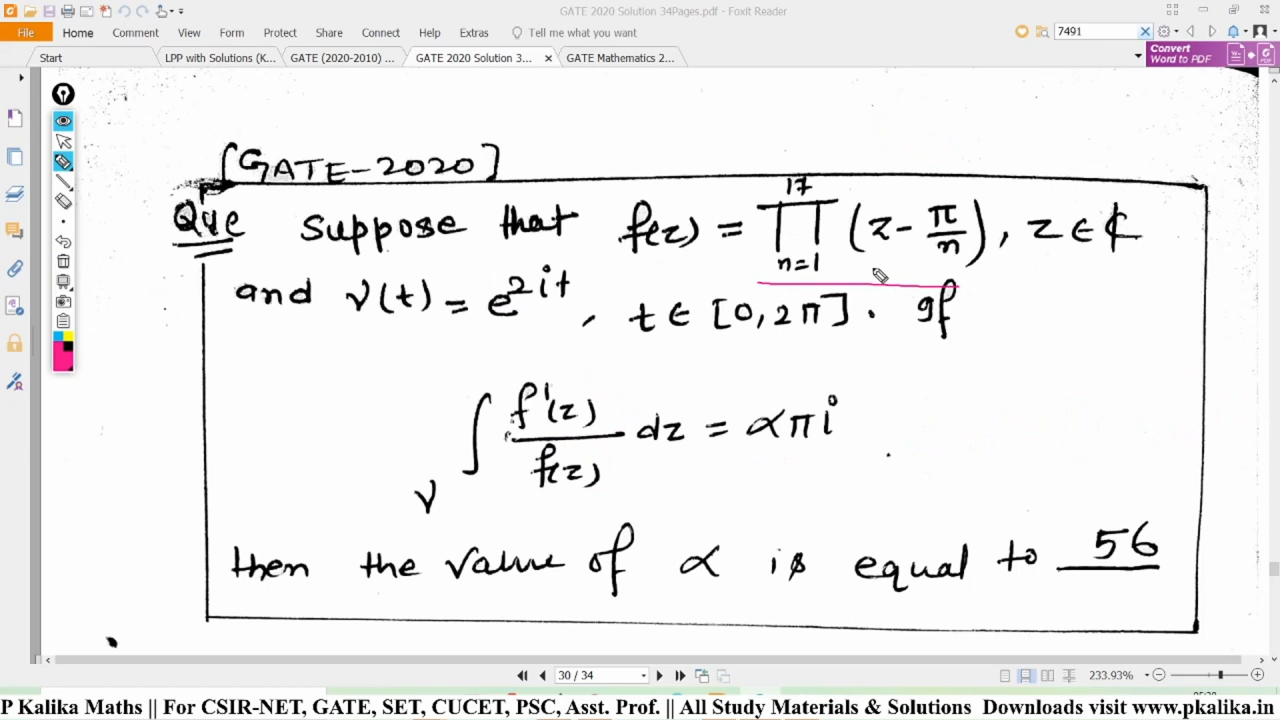 GATE 2020 Solution 34Pages.pdf - Foxit Reader
File Home Comment View Form Protect Share Connect Help Extras Tell me what you want to do 7491
Start LPP with Solutions (K... GATE (2020-2010) ... GATE 2020 Solution 3... GATE Mathematics 2...
Convert
Word to PDF
[GATE-2020]
Que Suppose that f(z) = ∏_{n=1}^{17} (z - π/n), z ∈ ℂ
and γ(t) = e^{2it}, t ∈ [0, 2π]. If
∫_γ f'(z)/f(z) dz = απi
then the value of α is equal to 56
30 / 34 233.93%
P Kalika Maths || For CSIR-NET, GATE, SET, CUCET, PSC, Asst. Prof. || All Study Materials & Solutions Downloads visit www.pkalika.in